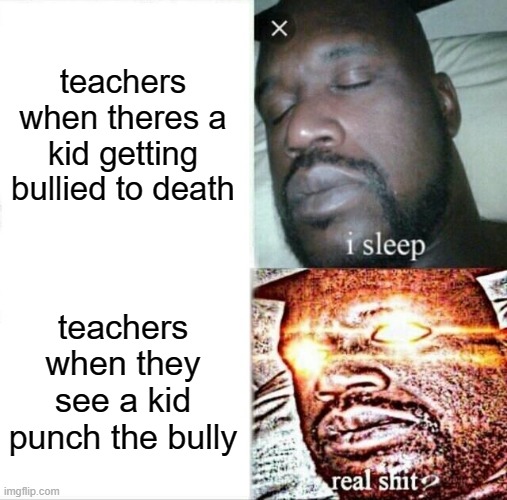 teachers
when theres a
kid getting
bullied to death
i sleep
teachers
when they
see a kid
punch the bully
real shit?
imgflip.com